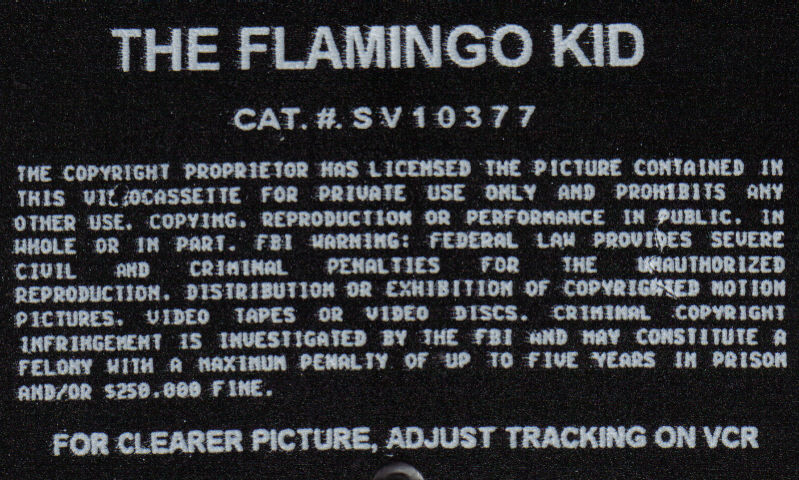 THE FLAMINGO KID
CAT. #. SV10377
THE COPYRIGHT PROPRIETOR HAS LICENSED THE PICTURE CONTAINED IN
THIS VIDEOCASSETTE FOR PRIVATE USE ONLY AND PROHIBITS ANY
OTHER USE. COPYING. REPRODUCTION OR PERFORMANCE IN PUBLIC. IN
WHOLE OR IN PART. FBI WARNING: FEDERAL LAW PROVIDES SEVERE
CIVIL AND CRIMINAL PENALTIES FOR THE UNAUTHORIZED
REPRODUCTION. DISTRIBUTION OR EXHIBITION OF COPYRIGHTED MOTION
PICTURES. VIDEO TAPES OR VIDEO DISCS. CRIMINAL COPYRIGHT
INFRINGEMENT IS INVESTIGATED BY THE FBI AND MAY CONSTITUTE A
FELONY WITH A MAXIMUM PENALTY OF UP TO FIVE YEARS IN PRISON
AND/OR $250.000 FINE.
FOR CLEARER PICTURE, ADJUST TRACKING ON VCR